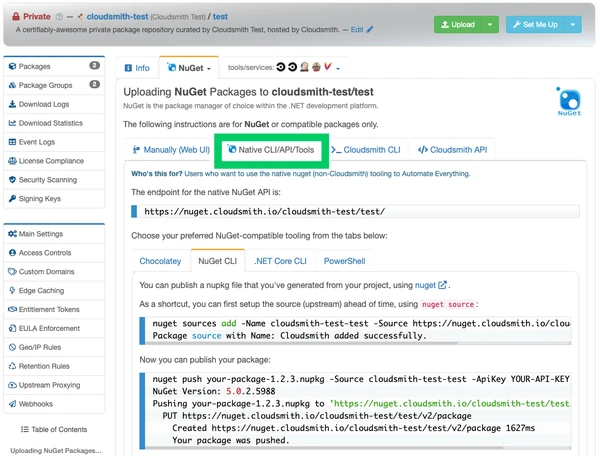 Private — cloudsmith-test (Cloudsmith Test) / test
A certifiably-awesome private package repository curated by Cloudsmith Test, hosted by Cloudsmith. — Edit
Upload
Set Me Up
Packages 2
Package Groups 2
Download Logs
Download Statistics
Event Logs
License Compliance
Security Scanning
Signing Keys
Main Settings
Access Controls
Custom Domains
Edge Caching
Entitlement Tokens
EULA Enforcement
Geo/IP Rules
Retention Rules
Upstream Proxying
Webhooks
Table of Contents
Uploading NuGet Packages...
Info
NuGet
tools/services:
Uploading NuGet Packages to cloudsmith-test/test
NuGet is the package manager of choice within the .NET development platform.
NuGet
The following instructions are for NuGet or compatible packages only.
Manually (Web UI)
Native CLI/API/Tools
Cloudsmith CLI
Cloudsmith API
Who's this for? Users who want to use the native nuget (non-Cloudsmith) tooling to Automate Everything.
The endpoint for the native NuGet API is:
https://nuget.cloudsmith.io/cloudsmith-test/test/
Choose your preferred NuGet-compatible tooling from the tabs below:
Chocolatey
NuGet CLI
.NET Core CLI
PowerShell
You can publish a nupkg file that you've generated from your project, using nuget.
As a shortcut, you can first setup the source (upstream) ahead of time, using nuget source:
nuget sources add -Name cloudsmith-test-test -Source https://nuget.cloudsmith.io/clou
Package source with Name: Cloudsmith added successfully.
Now you can publish your package:
nuget push your-package-1.2.3.nupkg -Source cloudsmith-test-test -ApiKey YOUR-API-KEY
NuGet Version: 5.0.2.5988
Pushing your-package-1.2.3.nupkg to 'https://nuget.cloudsmith.io/cloudsmith-test/test
PUT https://nuget.cloudsmith.io/cloudsmith-test/test/v2/package
Created https://nuget.cloudsmith.io/cloudsmith-test/test/v2/package 1627ms
Your package was pushed.